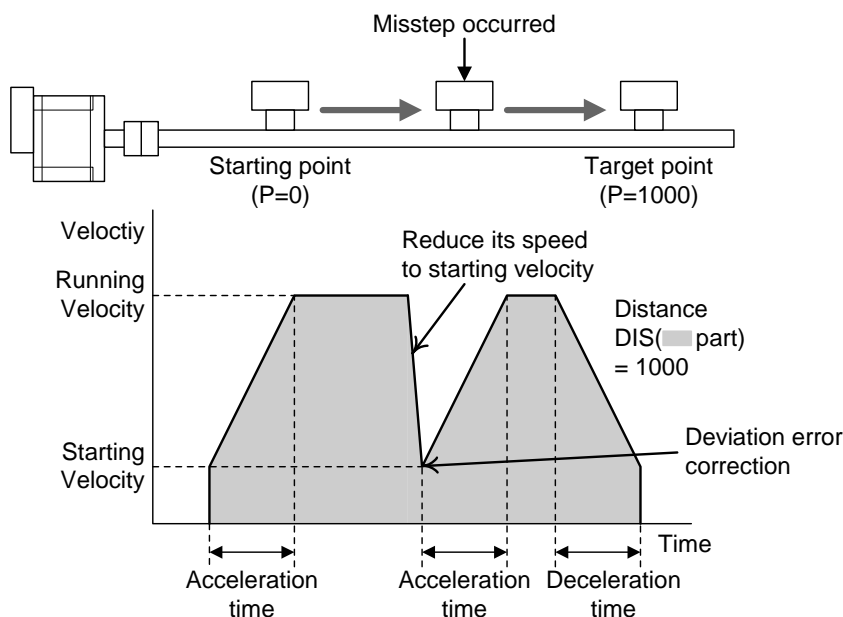 Misstep occurred
Starting point
(P=0)
Target point
(P=1000)
Veloctiy
Running
Velocity
Reduce its speed
to starting velocity
Distance
DIS( part)
= 1000
Starting
Velocity
Deviation error
correction
Time
Acceleration
time
Acceleration
time
Deceleration
time